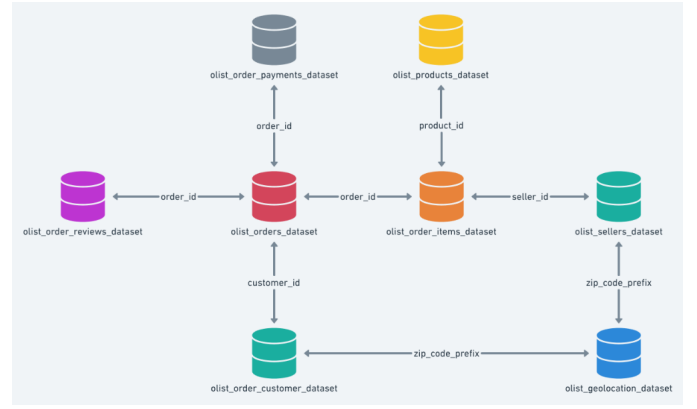 olist_order_payments_dataset
olist_products_dataset
order_id
product_id
order_id
order_id
seller_id
olist_order_reviews_dataset
olist_orders_dataset
olist_order_items_dataset
olist_sellers_dataset
customer_id
zip_code_prefix
zip_code_prefix
olist_order_customer_dataset
olist_geolocation_dataset